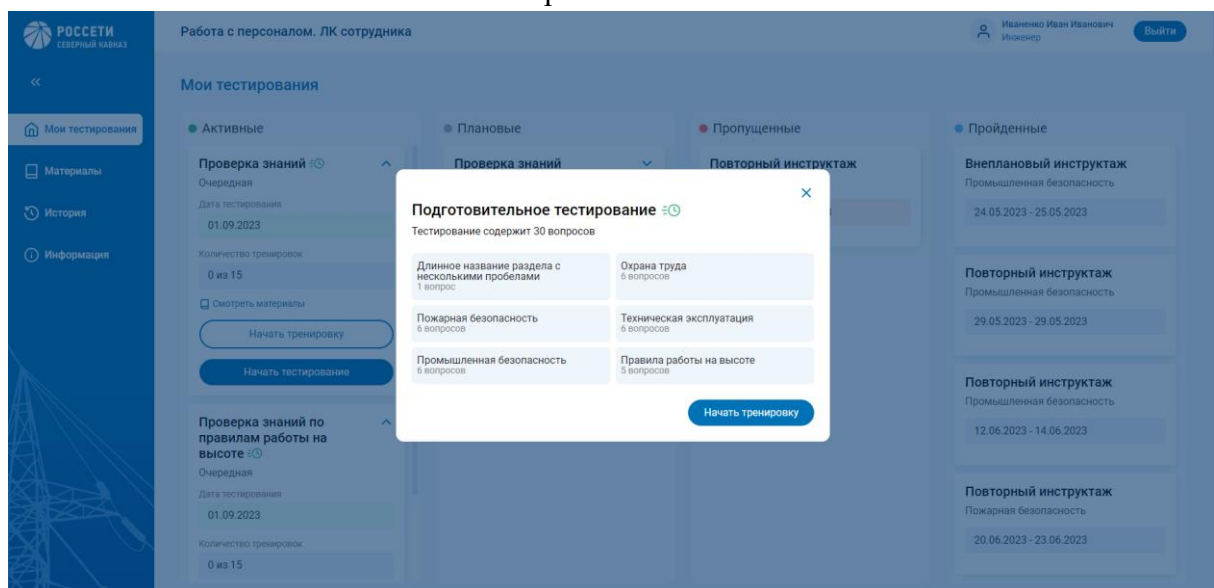 РОССЕТИ
СЕВЕРНЫЙ КАВКАЗ
Работа с персоналом. ЛК сотрудника
Иваненко Иван Иванович
Инженер
Выйти
Мои тестирования
Материалы
История
Информация
Мои тестирования
Активные
Проверка знаний
Очередная
Дата тестирования
01.09.2023
Количество тренировок
0 из 15
Смотреть материалы
Начать тренировку
Начать тестирование
Проверка знаний по
правилам работы на
высоте
Очередная
Дата тестирования
01.09.2023
Количество тренировок
0 из 15
Плановые
Проверка знаний
Пропущенные
Повторный инструктаж
Подготовительное тестирование
Тестирование содержит 30 вопросов
Длинное название раздела с
несколькими пробелами
1 вопрос
Охрана труда
6 вопросов
Пожарная безопасность
6 вопросов
Техническая эксплуатация
6 вопросов
Промышленная безопасность
6 вопросов
Правила работы на высоте
5 вопросов
Начать тренировку
Пройденные
Внеплановый инструктаж
Промышленная безопасность
24.05.2023 - 25.05.2023
Повторный инструктаж
Промышленная безопасность
29.05.2023 - 29.05.2023
Повторный инструктаж
Промышленная безопасность
12.06.2023 - 14.06.2023
Повторный инструктаж
Пожарная безопасность
20.06.2023 - 23.06.2023